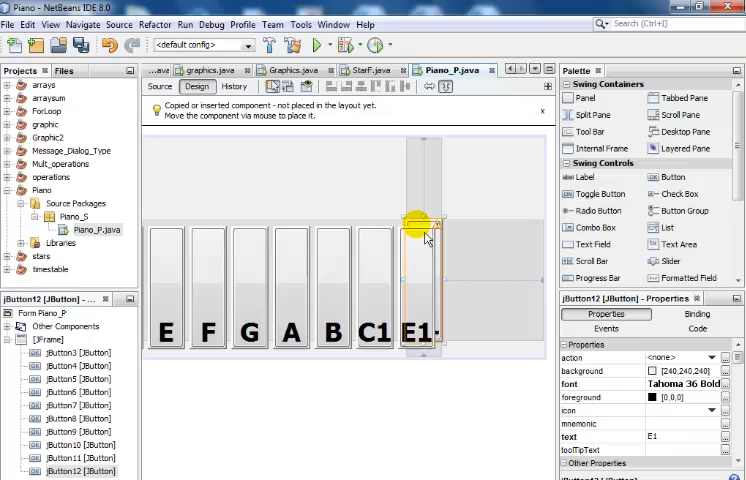 Piano - NetBeans IDE 8.0
File Edit View Navigate Source Refactor Run Debug Profile Team Tools Window Help
Search (Ctrl+I)
<default config>
Projects
Files
...ava
graphics.java
Graphics.java
StarF.java
Piano_P.java
Palette
Source Design History
Copied or inserted component - not placed in the layout yet.
Move the component via mouse to place it.
x
arrays
arraysum
ForLoop
graphic
Graphic2
Message_Dialog_Type
Mult_operations
operations
Piano
Source Packages
Piano_S
Piano_P.java
Libraries
stars
timestable
E F G A B C1 E1
Swing Containers
Panel Tabbed Pane
Split Pane Scroll Pane
Tool Bar Desktop Pane
Internal Frame Layered Pane
Swing Controls
Label Button
Toggle Button Check Box
Radio Button Button Group
Combo Box List
Text Field Text Area
Scroll Bar Slider
Progress Bar Formatted Field
jButton12 [JButton] - ...
Form Piano_P
Other Components
[JFrame]
jButton3 [JButton]
jButton4 [JButton]
jButton5 [JButton]
jButton6 [JButton]
jButton7 [JButton]
jButton8 [JButton]
jButton9 [JButton]
jButton10 [JButton]
jButton11 [JButton]
jButton12 [JButton]
jButton12 [JButton] - Properties
Properties Binding
Events Code
Properties
action <none>
background [240,240,240]
font Tahoma 36 Bold
foreground [0,0,0]
icon
mnemonic
text E1
toolTipText
Other Properties